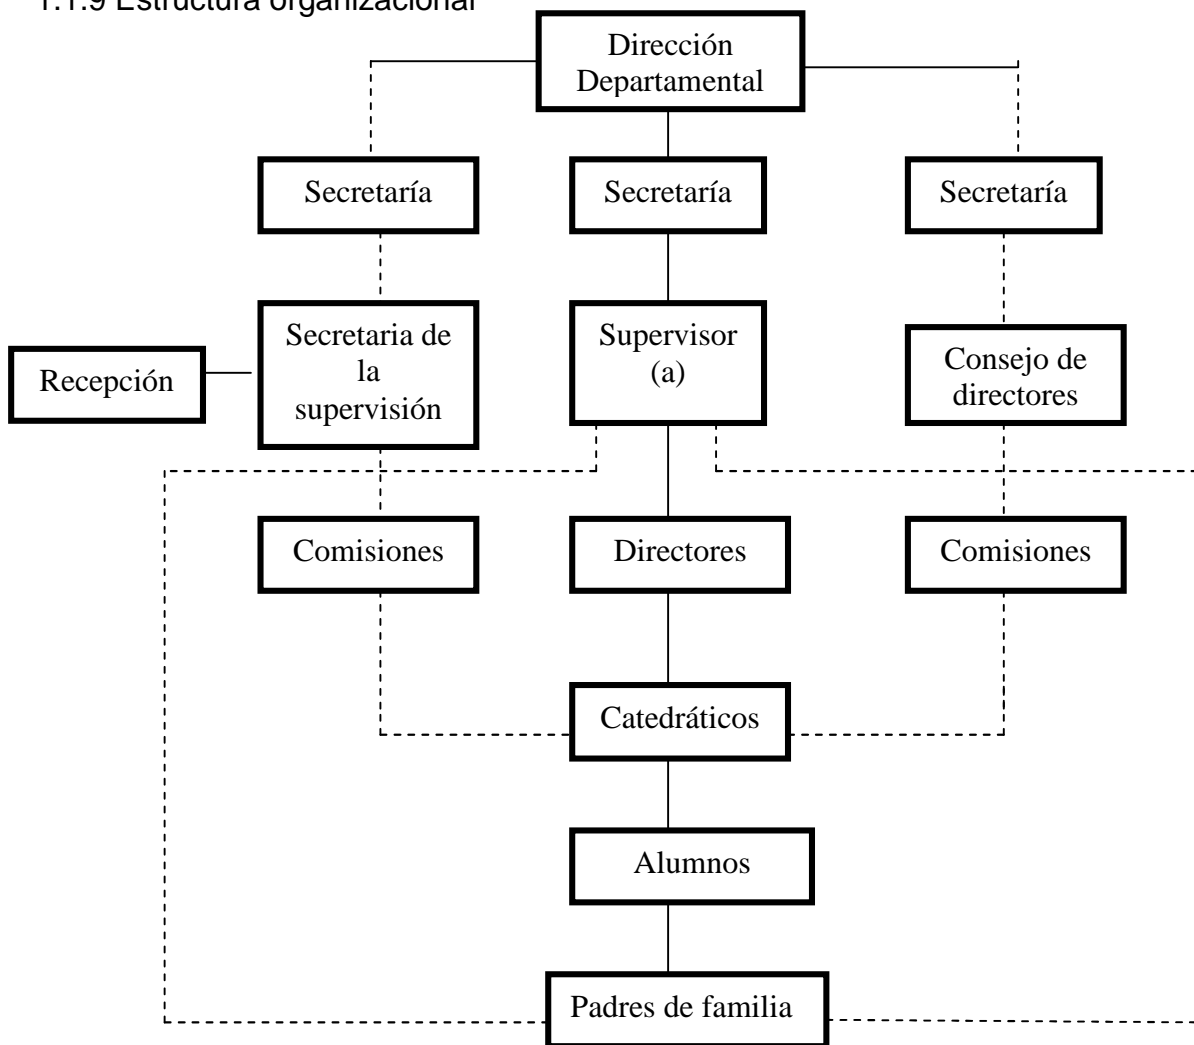 1.1.9 Estructura organizacional
Dirección
Departamental
Secretaría
Secretaría
Secretaría
Recepción
Secretaria de
la
supervisión
Supervisor
(a)
Consejo de
directores
Comisiones
Directores
Comisiones
Catedráticos
Alumnos
Padres de familia